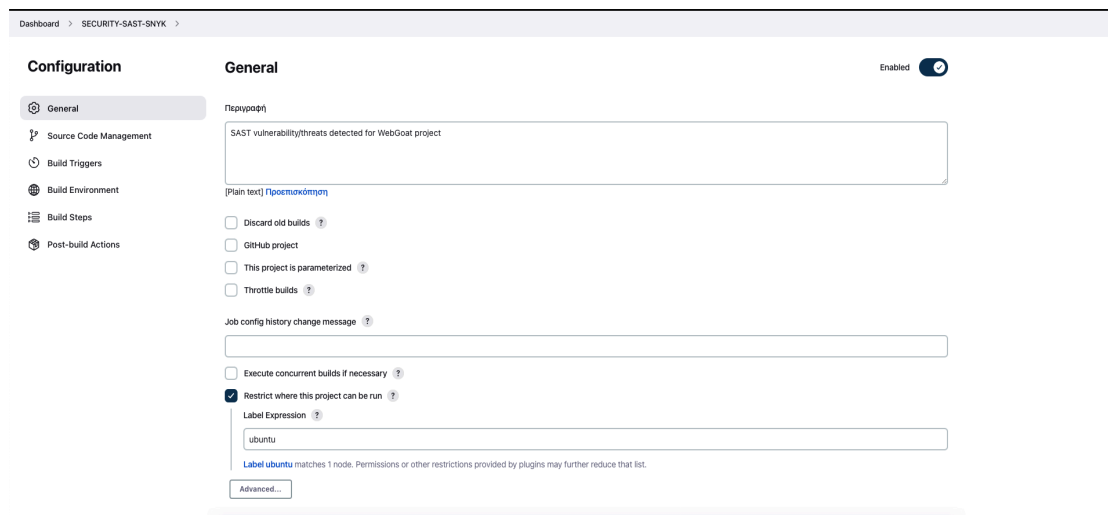 Dashboard > SECURITY-SAST-SNYK >
Configuration
General
Source Code Management
Build Triggers
Build Environment
Build Steps
Post-build Actions
General
Enabled
Περιγραφή
SAST vulnerability/threats detected for WebGoat project
[Plain text] Προεπισκόπηση
Discard old builds ?
GitHub project
This project is parameterized ?
Throttle builds ?
Job config history change message ?
Execute concurrent builds if necessary ?
Restrict where this project can be run ?
Label Expression ?
ubuntu
Label ubuntu matches 1 node. Permissions or other restrictions provided by plugins may further reduce that list.
Advanced...